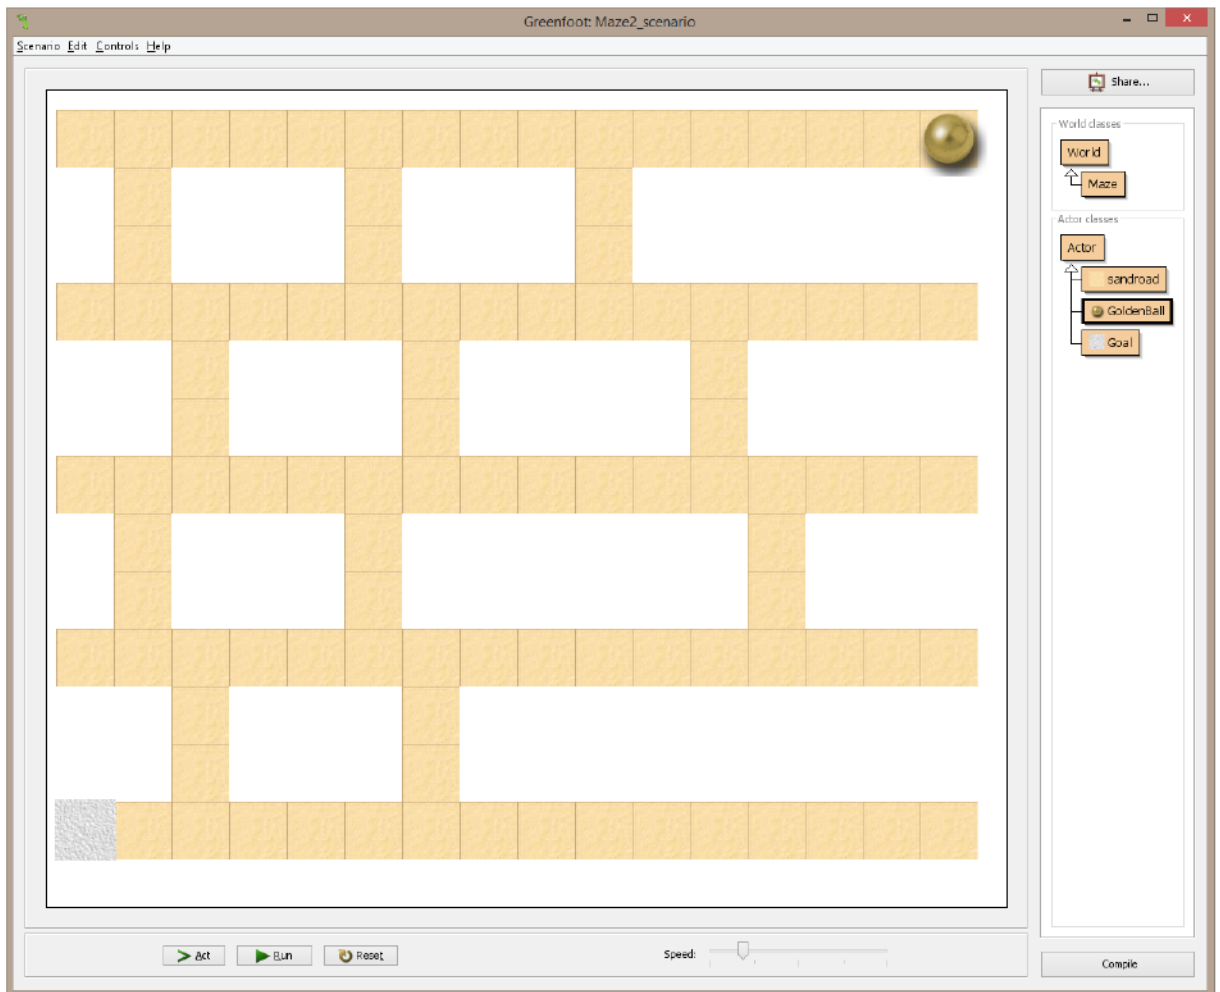 Greenfoot: Maze2_scenario
Scenario Edit Controls Help
Share...
World classes
World
Maze
Actor classes
Actor
sandroad
GoldenBall
Goal
Act
Run
Reset
Speed:
Compile